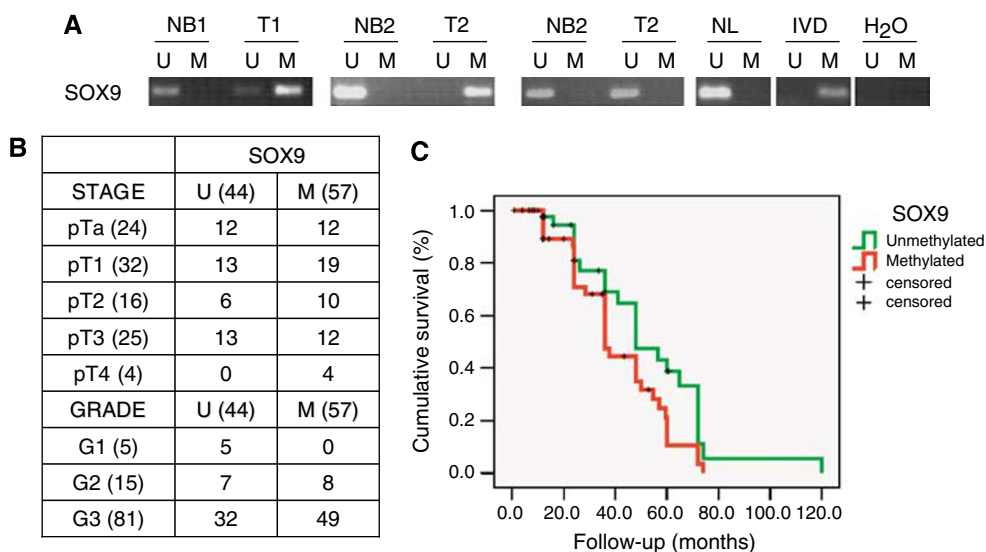 A
NB1 T1 NB2 T2 NB2 T2 NL IVD H2O
U M U M U M U M U M U M U M U M U M
SOX9
B
SOX9
STAGE U (44) M (57)
pTa (24) 12 12
pT1 (32) 13 19
pT2 (16) 6 10
pT3 (25) 13 12
pT4 (4) 0 4
GRADE U (44) M (57)
G1 (5) 5 0
G2 (15) 7 8
G3 (81) 32 49
C
Cumulative survival (%)
1.0
0.8
0.6
0.4
0.2
0.0
0.0 20.0 40.0 60.0 80.0 100.0 120.0
Follow-up (months)
SOX9
Unmethylated
Methylated
censored
censored